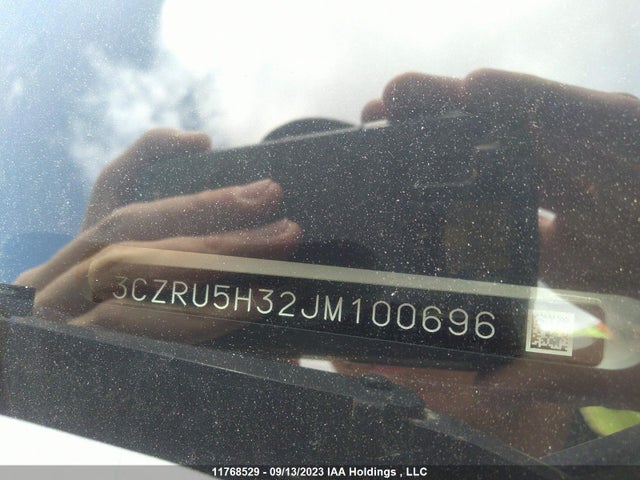 3CZRU5H32JM100696
11768529 - 09/13/2023 IAA Holdings , LLC